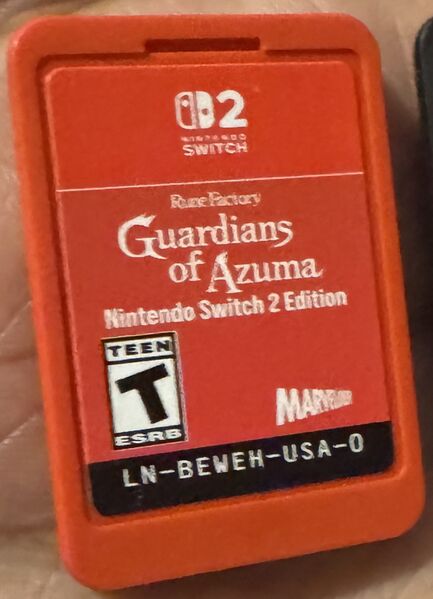 2
NINTENDO
SWITCH
Rune Factory
Guardians
of Azuma
Nintendo Switch 2 Edition
TEEN
T
ESRB
MARVELOUS
LN-BEWEH-USA-0